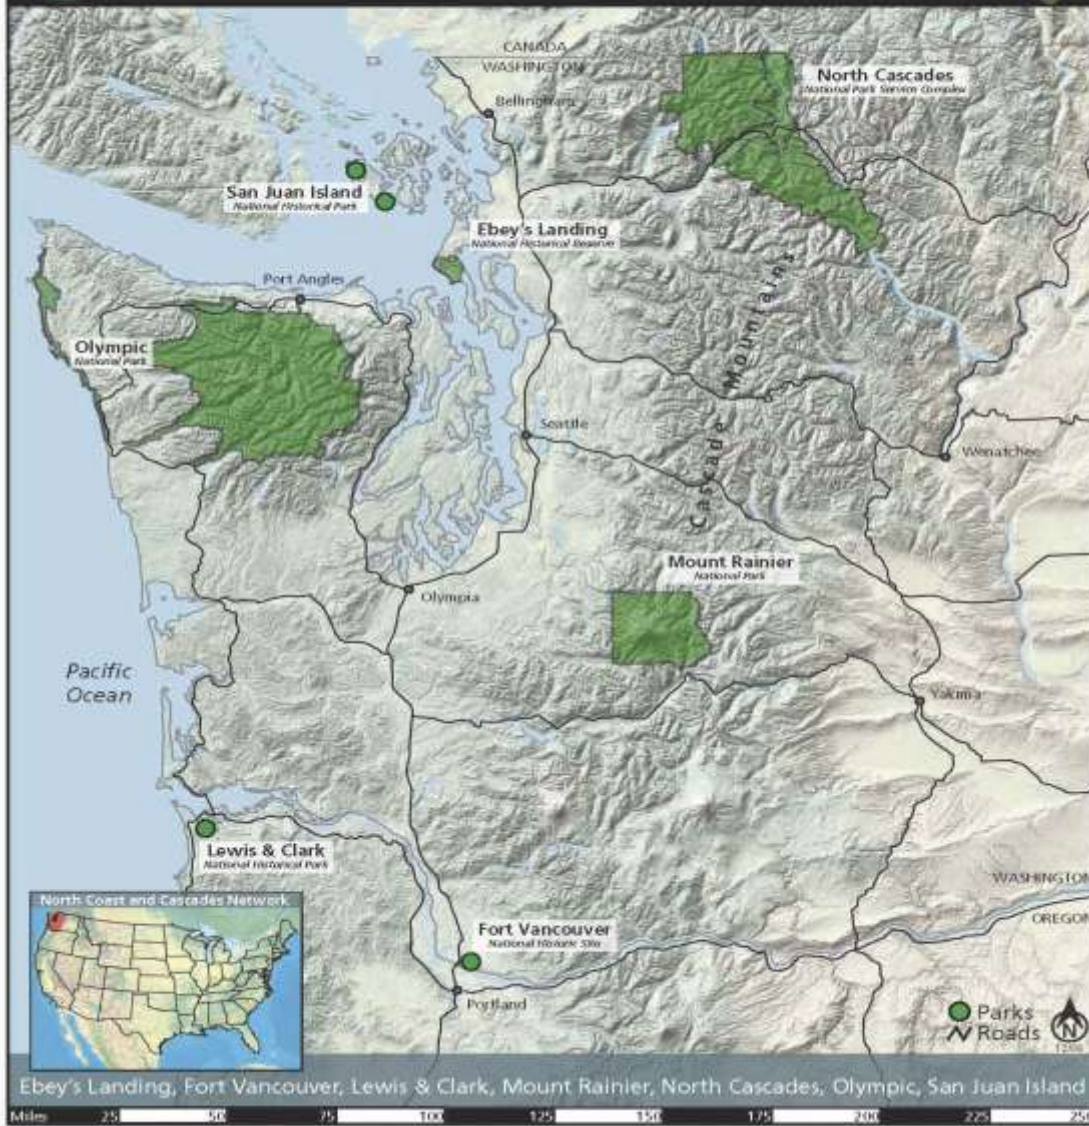 CANADA
WASHINGTON
Bellingham
North Cascades
National Park Service Complex
San Juan Island
National Historical Park
Ebey's Landing
National Historical Reserve
Port Angles
Olympic
National Park
Cascade Mountains
Seattle
Wenatchee
Mount Rainier
National Park
Olympia
Pacific
Ocean
Yakima
Lewis & Clark
National Historical Park
WASHINGTON
OREGON
North Coast and Cascades Network
Fort Vancouver
National Historic Site
Portland
Parks
Roads
N
Ebey's Landing, Fort Vancouver, Lewis & Clark, Mount Rainier, North Cascades, Olympic, San Juan Island
Miles 25 50 75 100 125 150 175 200 225 250